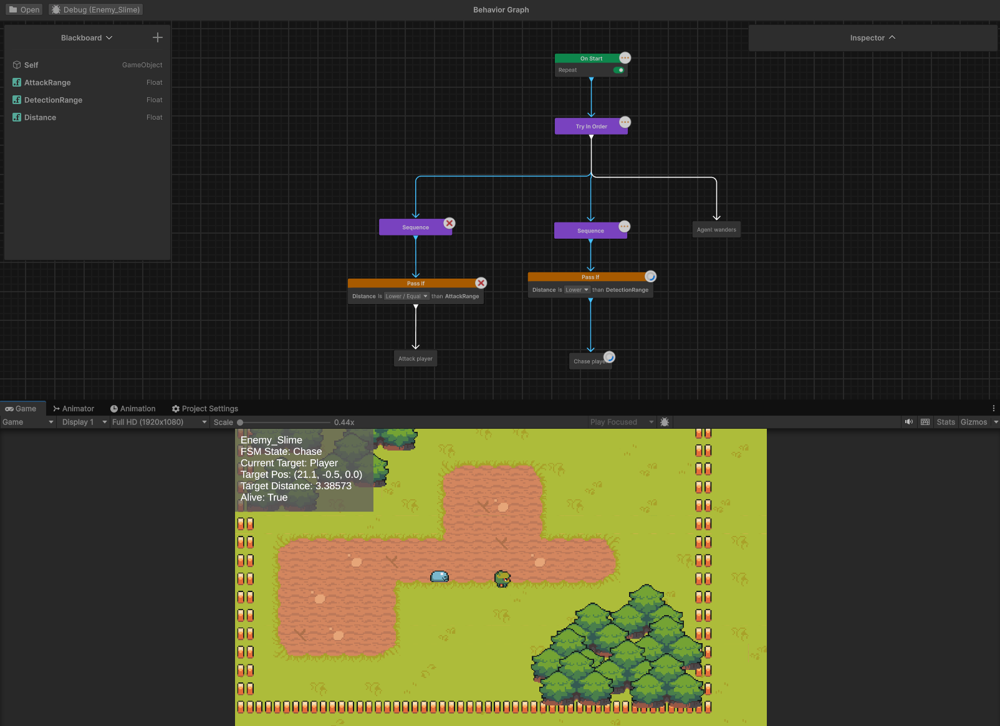 Open
Debug (Enemy_Slime)
Behavior Graph
Blackboard
Inspector
Self GameObject
AttackRange Float
DetectionRange Float
Distance Float
On Start
Repeat
Try In Order
Sequence
Sequence
Agent wanders
Pass If
Distance is Lower / Equal than AttackRange
Pass If
Distance is Lower than DetectionRange
Attack player
Chase playe
Game
Animator
Animation
Project Settings
Game
Display 1
Full HD (1920x1080)
Scale
0.44x
Play Focused
Stats
Gizmos
Enemy_Slime
FSM State: Chase
Current Target: Player
Target Pos: (21.1, -0.5, 0.0)
Target Distance: 3.38573
Alive: True